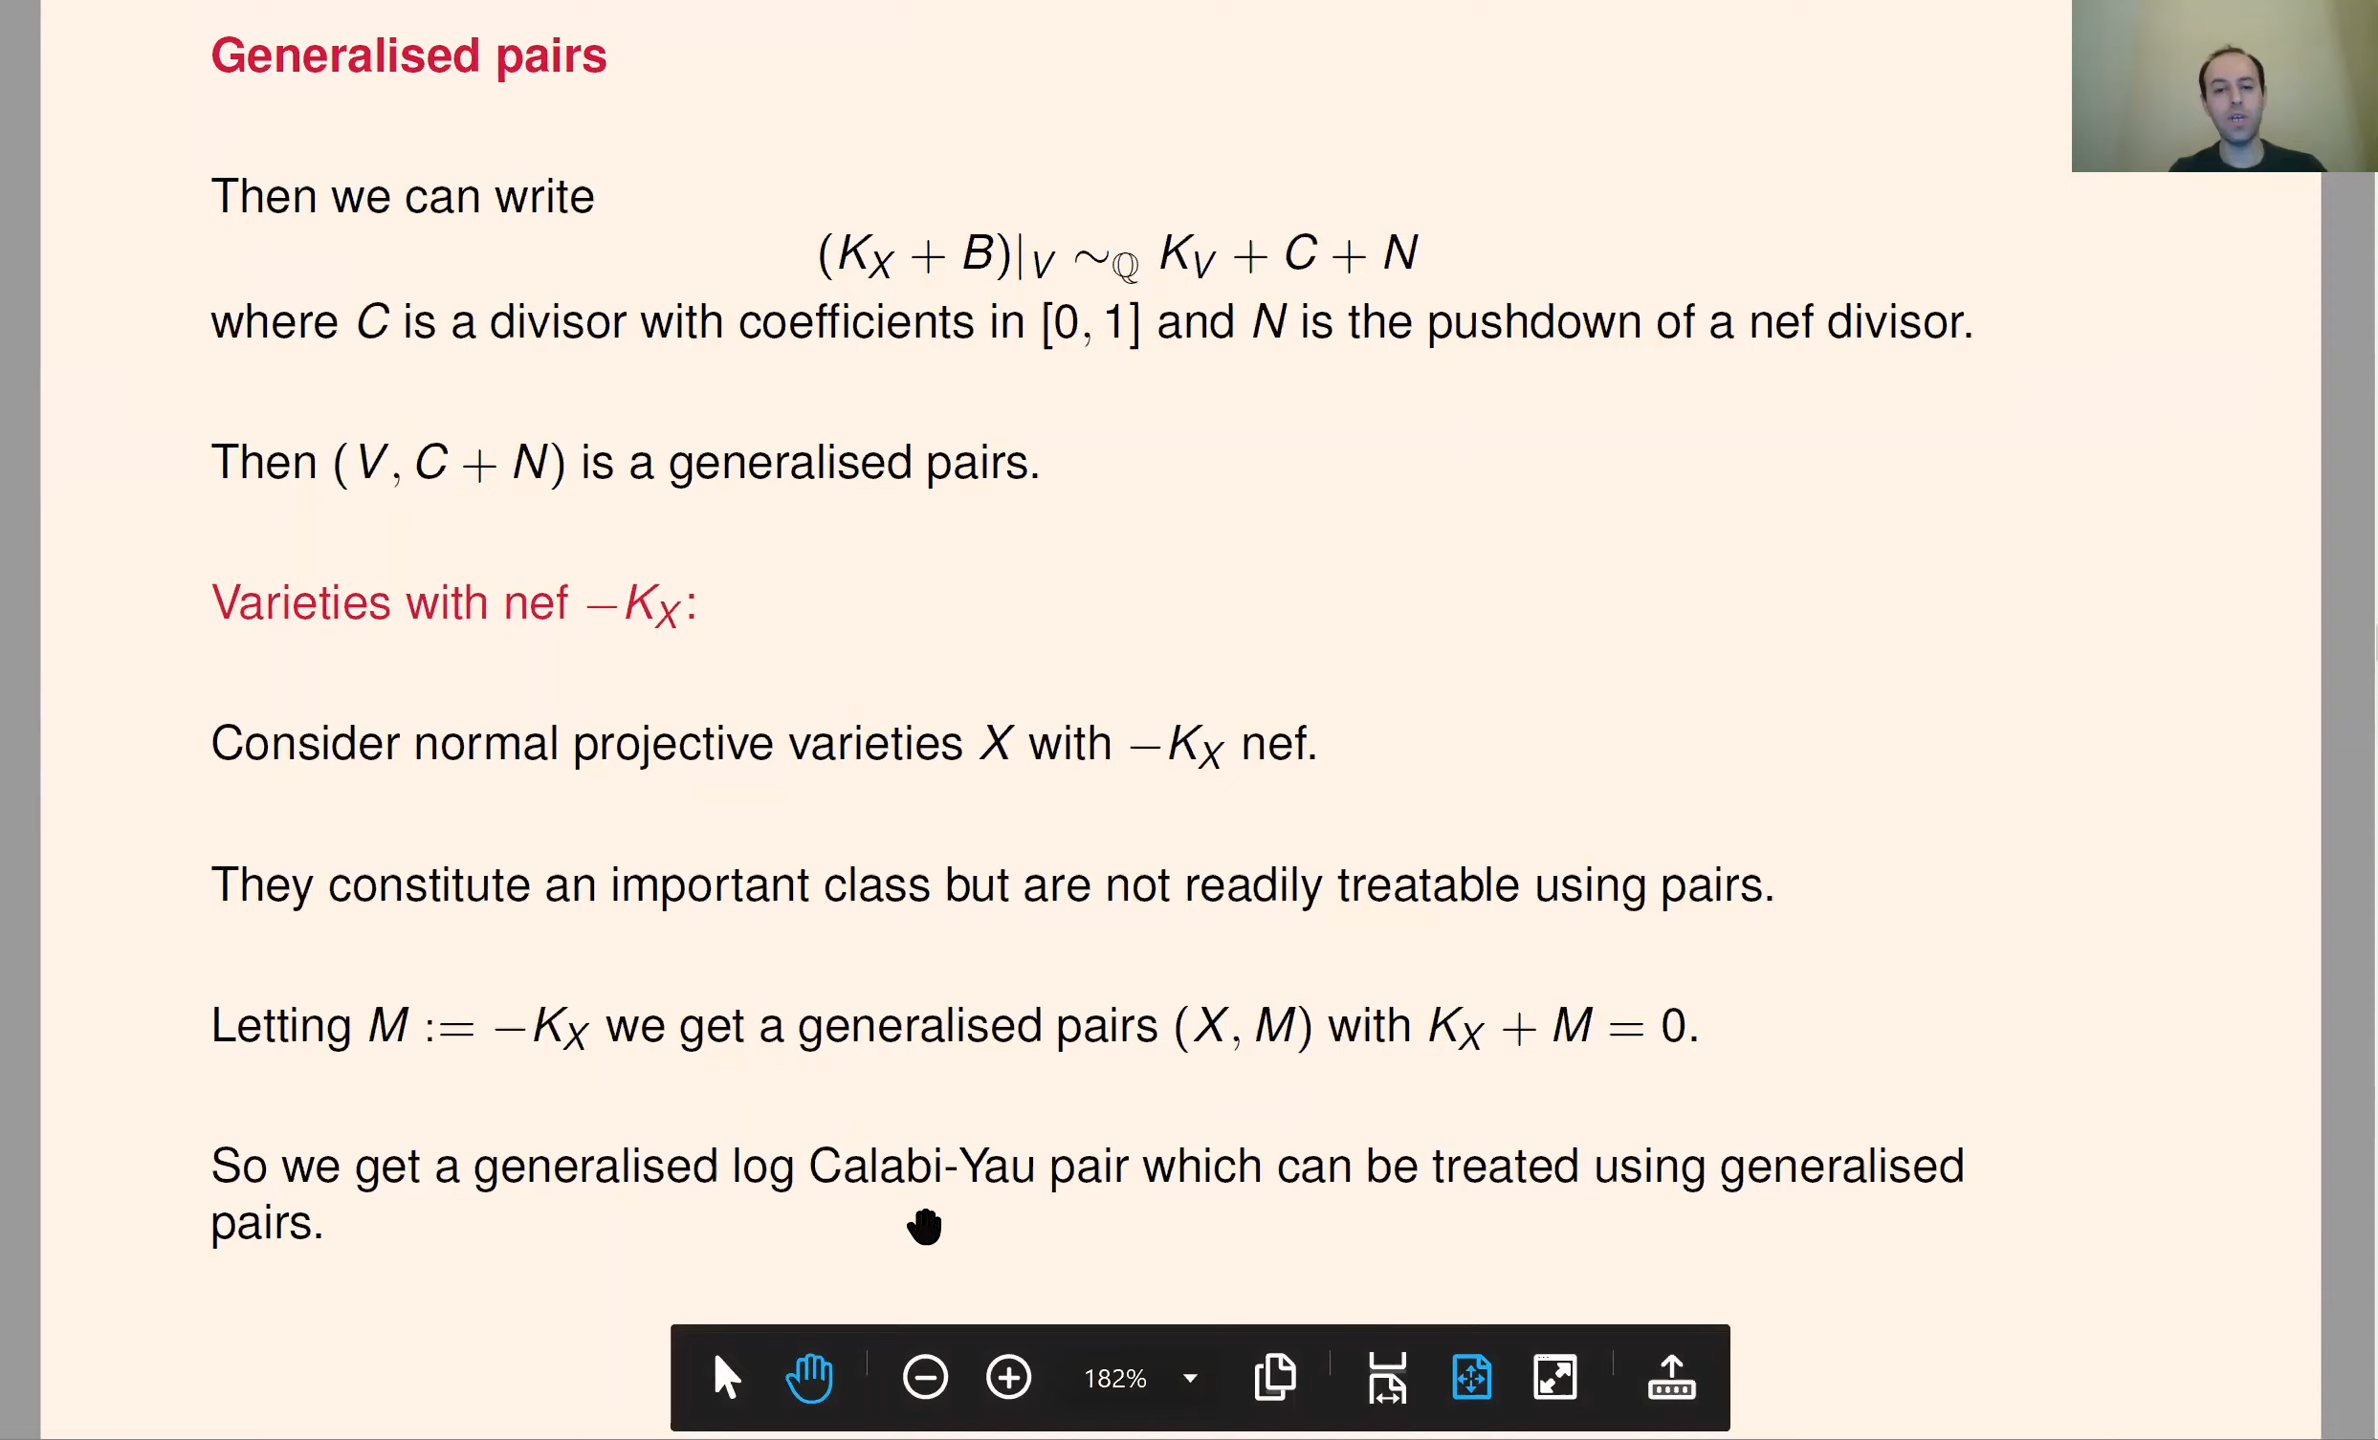 Generalised pairs
Then we can write
(K_X + B)|_V ∼_ℚ K_V + C + N
where C is a divisor with coefficients in [0, 1] and N is the pushdown of a nef divisor.
Then (V, C + N) is a generalised pairs.
Varieties with nef −K_X:
Consider normal projective varieties X with −K_X nef.
They constitute an important class but are not readily treatable using pairs.
Letting M := −K_X we get a generalised pairs (X, M) with K_X + M = 0.
So we get a generalised log Calabi-Yau pair which can be treated using generalised
pairs.
182%